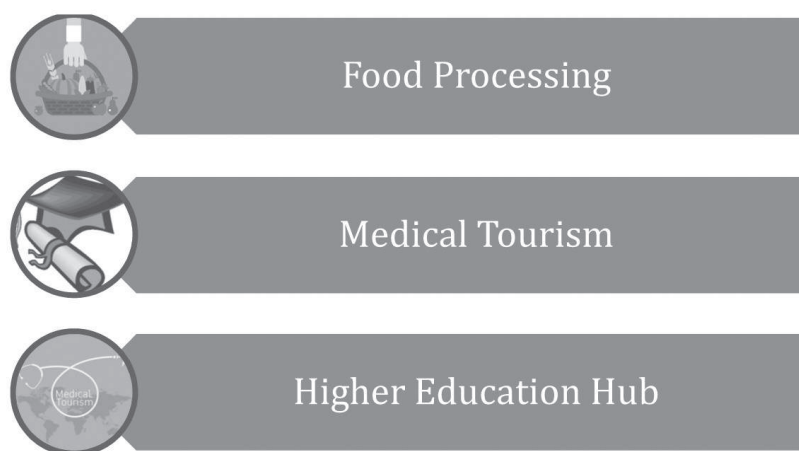 Food Processing
Medical Tourism
Higher Education Hub
Medical
Tourism